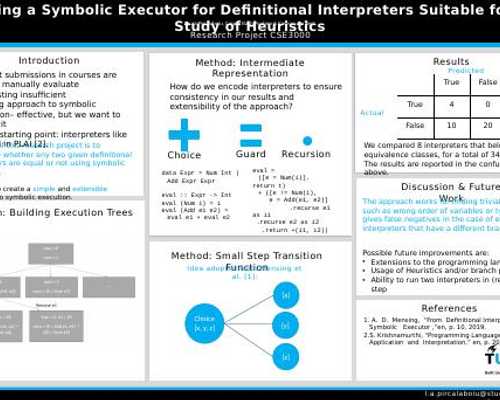 ing a Symbolic Executor for Definitional Interpreters Suitable fo
Study of Heuristics
Research Project CSE3000
Introduction
t submissions in courses are
manually evaluate
sting insufficient
ng approach to symbolic
on- effective, but we want to
it
starting point: interpreters like
in PLAI [2].
project is to
whether any two given definitional
rs are equal or not using symbolic
create a simple and extensible
symbolic execution.
: Building Execution Trees
Method: Intermediate
Representation
How do we encode interpreters to ensure
consistency in our results and
extensibility of the approach?
Choice
Guard
Recursion
data Expr = Num Int |
Add Expr Expr
eval :: Expr -> Int
eval (Num i) = i
eval (Add e1 e2) =
eval e1 + eval e2
eval =
[[e = Num(i].
return i)
+ [[e != Num(i],
e = Add(e1, e2)]
.recurse e1
as i1
.recurse e2 as i2
.return <{i1, i2}]
Method: Small Step Transition
Function
Idea adopted from Mensing et
al. [1]:
Choice
[x, y, z]
[x]
[y]
[z]
Results
Predicted
True
False
Actual
True
4
0
False
10
20
We compared 8 interpreters that belo
equivalence classes, for a total of 34
The results are reported in the confu
above.
Discussion & Future
Work
The approach works to finding trivial
such as wrong order of variables or t
gives false negatives in the case of e
interpreters that have a different bran
Possible future improvements are:
• Extensions to the programming lan
• Usage of Heuristics and/or branch p
• Ability to run two interpreters in (re
step
References
1. A. D. Mensing, "From Definitional Interp
Symbolic Executor ,"en, p. 10, 2019.
2.S. Krishnamurthi, "Programming Language
Application and Interpretation," en, p. 20
TU
t.a.pircalaboiu@stu